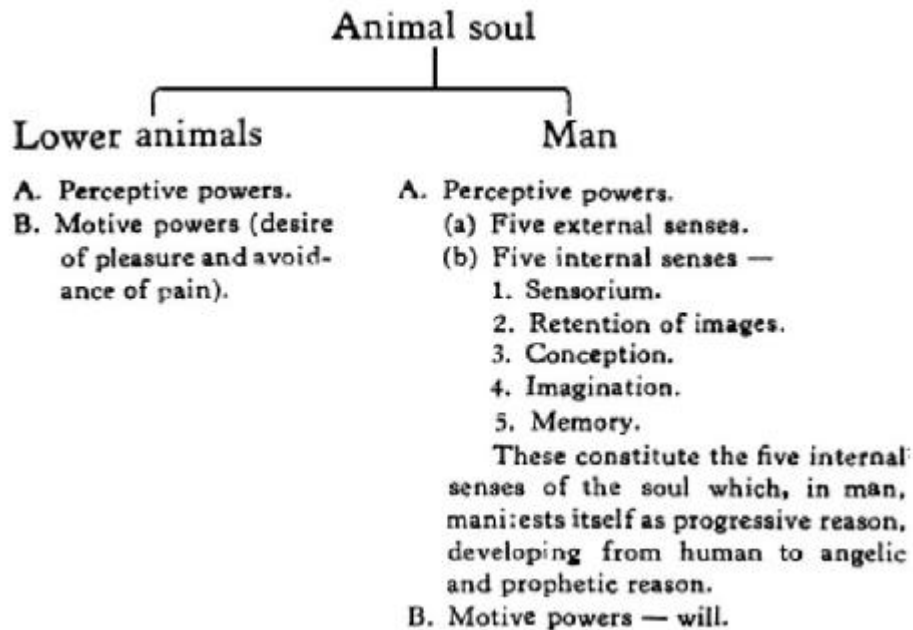 Animal soul
Lower animals
A. Perceptive powers.
B. Motive powers (desire
of pleasure and avoid-
ance of pain).
Man
A. Perceptive powers.
(a) Five external senses.
(b) Five internal senses —
1. Sensorium.
2. Retention of images.
3. Conception.
4. Imagination.
5. Memory.
These constitute the five internal
senses of the soul which, in man,
manifests itself as progressive reason,
developing from human to angelic
and prophetic reason.
B. Motive powers — will.